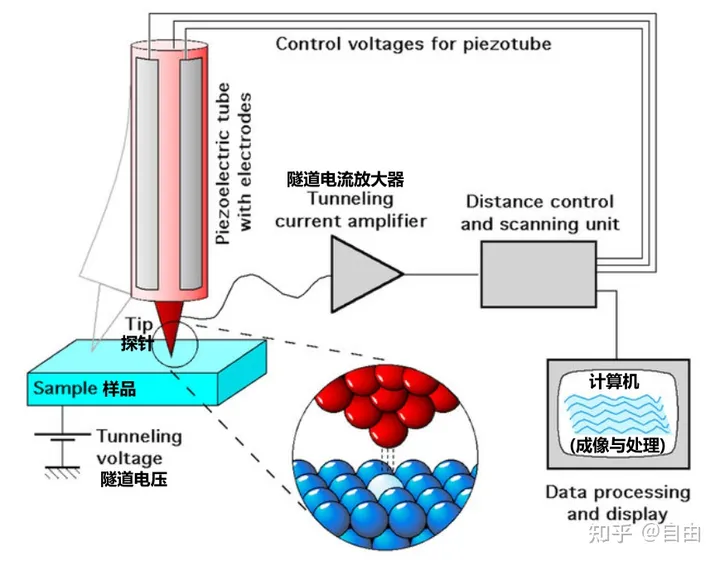 Control voltages for piezotube
Piezoelectric tube
with electrodes
隧道电流放大器
Tunneling
current amplifier
Distance control
and scanning unit
Tip
探针
Sample 样品
Tunneling
voltage
隧道电压
计算机
(成像与处理)
Data processing
and display
知乎 @自由